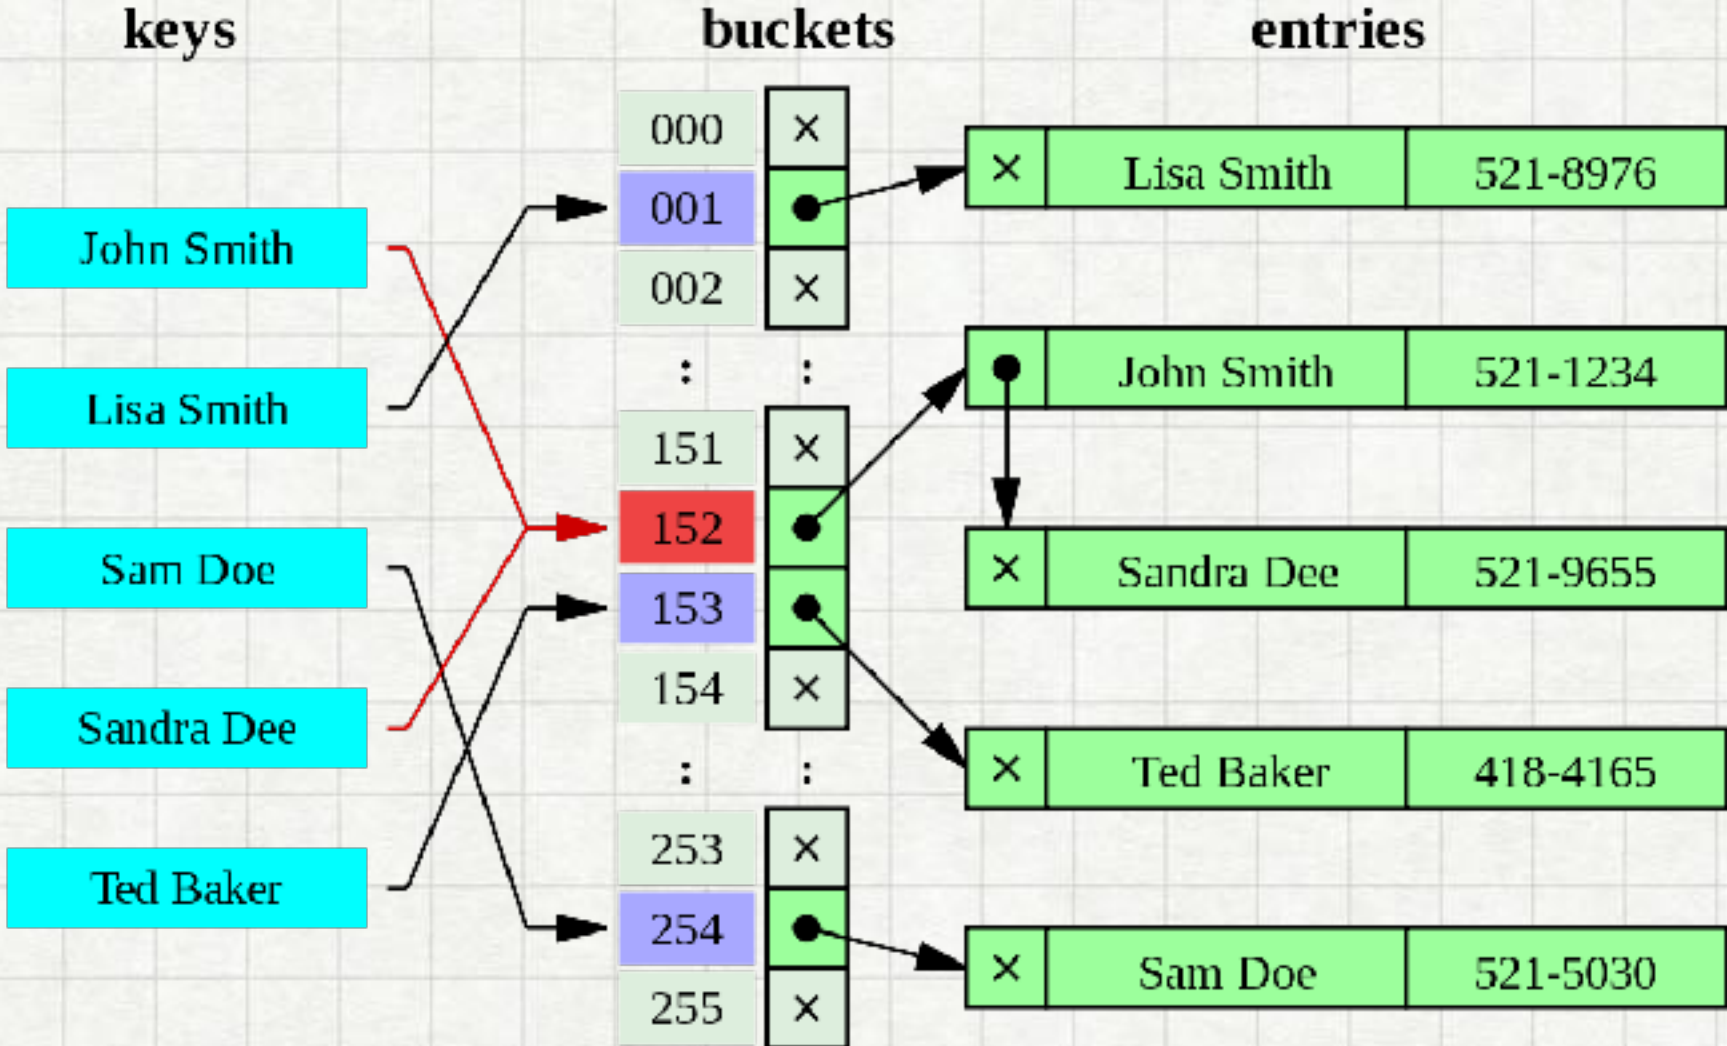 keys
buckets
entries
John Smith
Lisa Smith
Sam Doe
Sandra Dee
Ted Baker
000 ×
001
002 ×
: :
151 ×
152
153
154 ×
: :
253 ×
254
255 ×
× Lisa Smith 521-8976
John Smith 521-1234
× Sandra Dee 521-9655
× Ted Baker 418-4165
× Sam Doe 521-5030